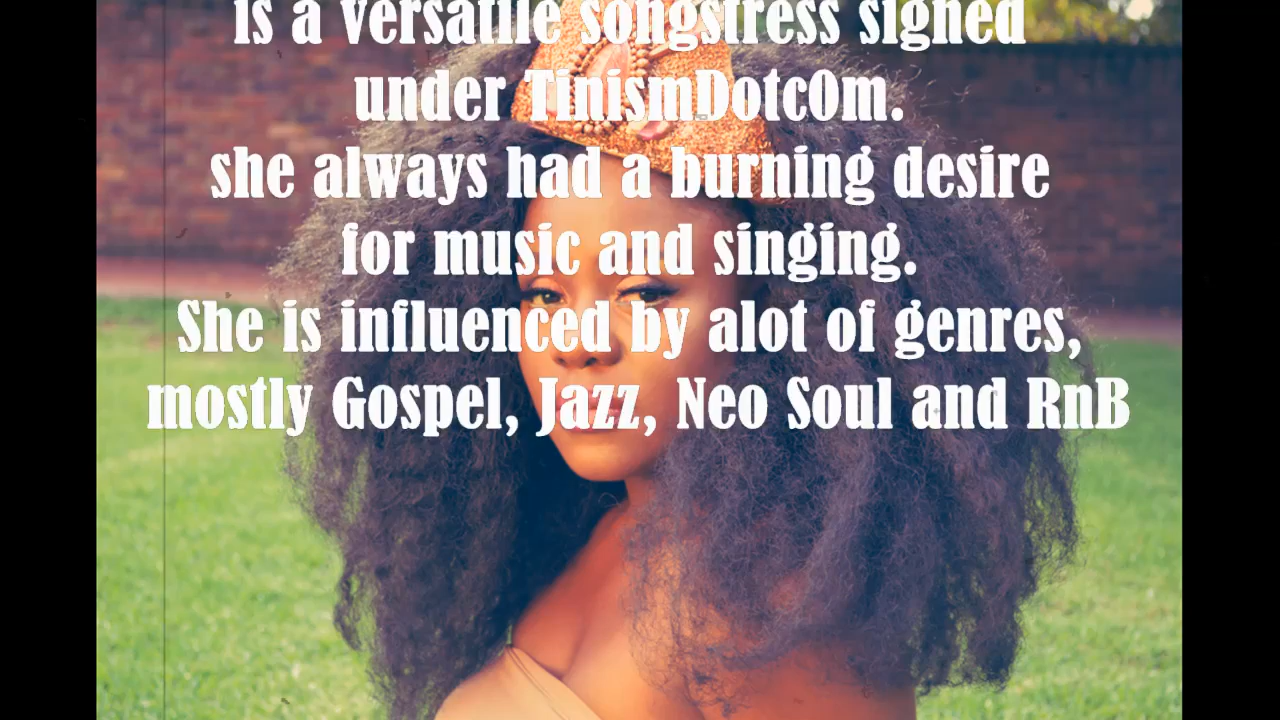 is a versatile songstress signed
under TinismDotcOm.
she always had a burning desire
for music and singing.
She is influenced by alot of genres,
mostly Gospel, Jazz, Neo Soul and RnB